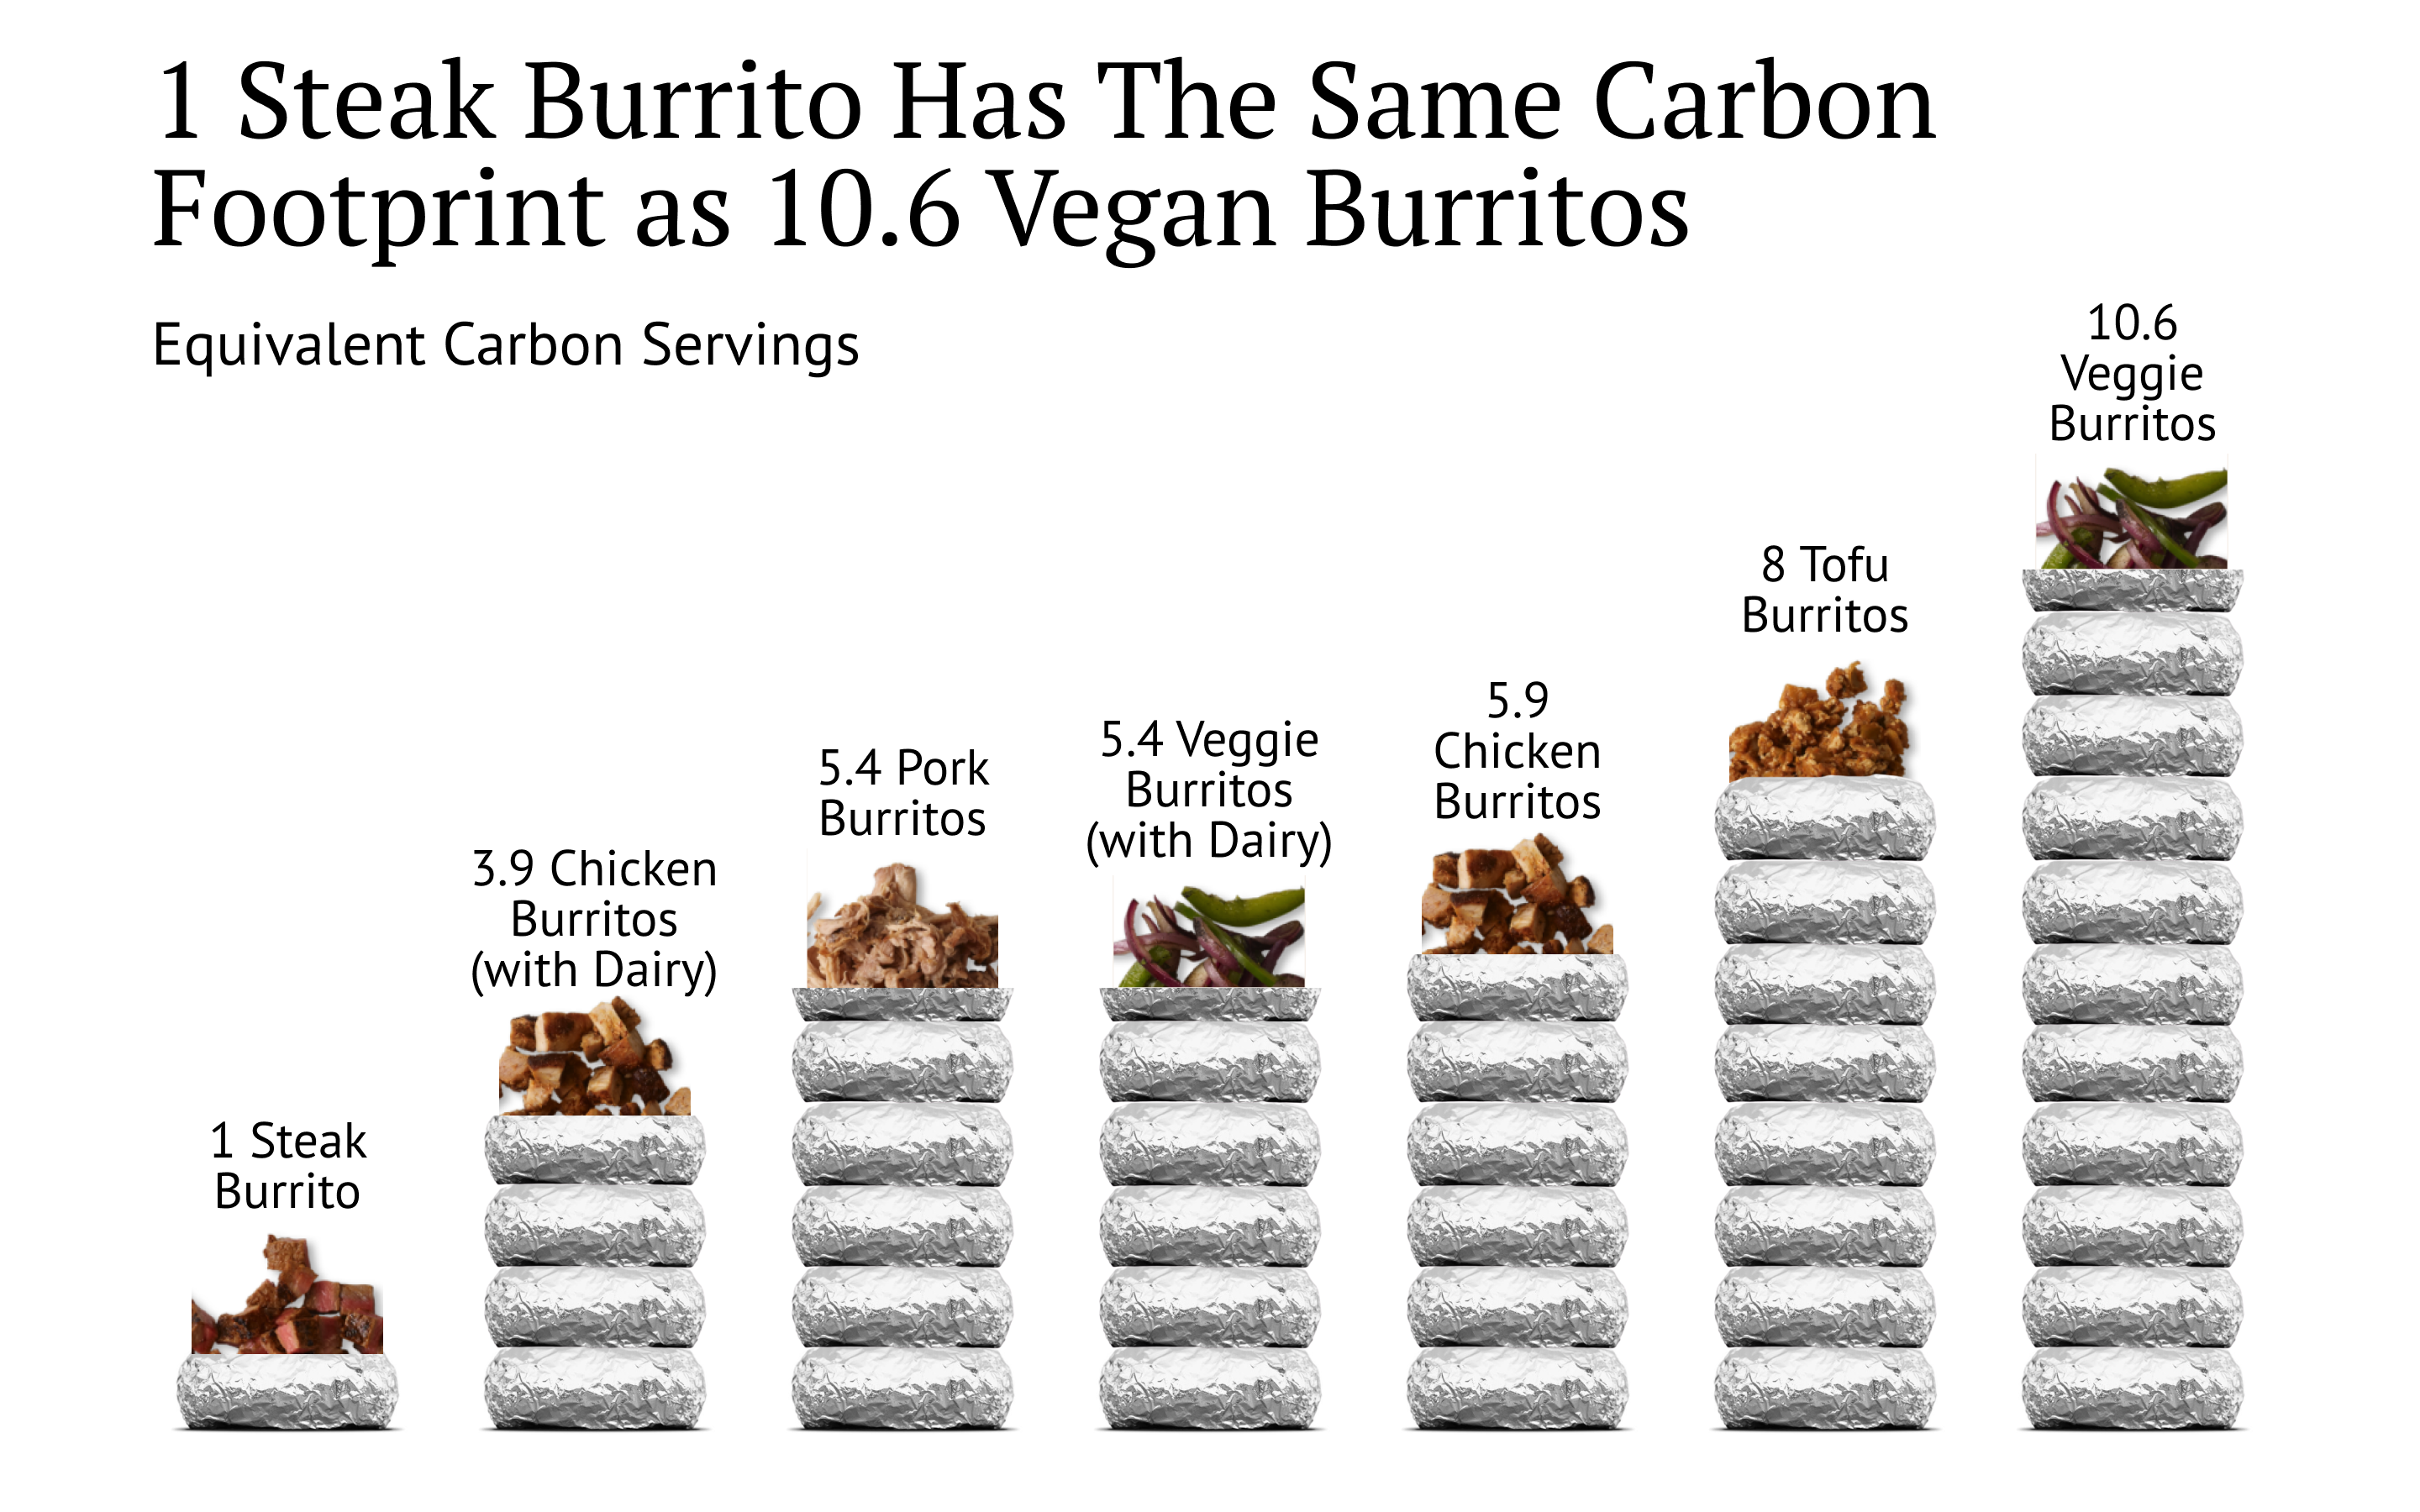 1 Steak Burrito Has The Same Carbon
Footprint as 10.6 Vegan Burritos
Equivalent Carbon Servings
1 Steak
Burrito
3.9 Chicken
Burritos
(with Dairy)
5.4 Pork
Burritos
5.4 Veggie
Burritos
(with Dairy)
5.9
Chicken
Burritos
8 Tofu
Burritos
10.6
Veggie
Burritos